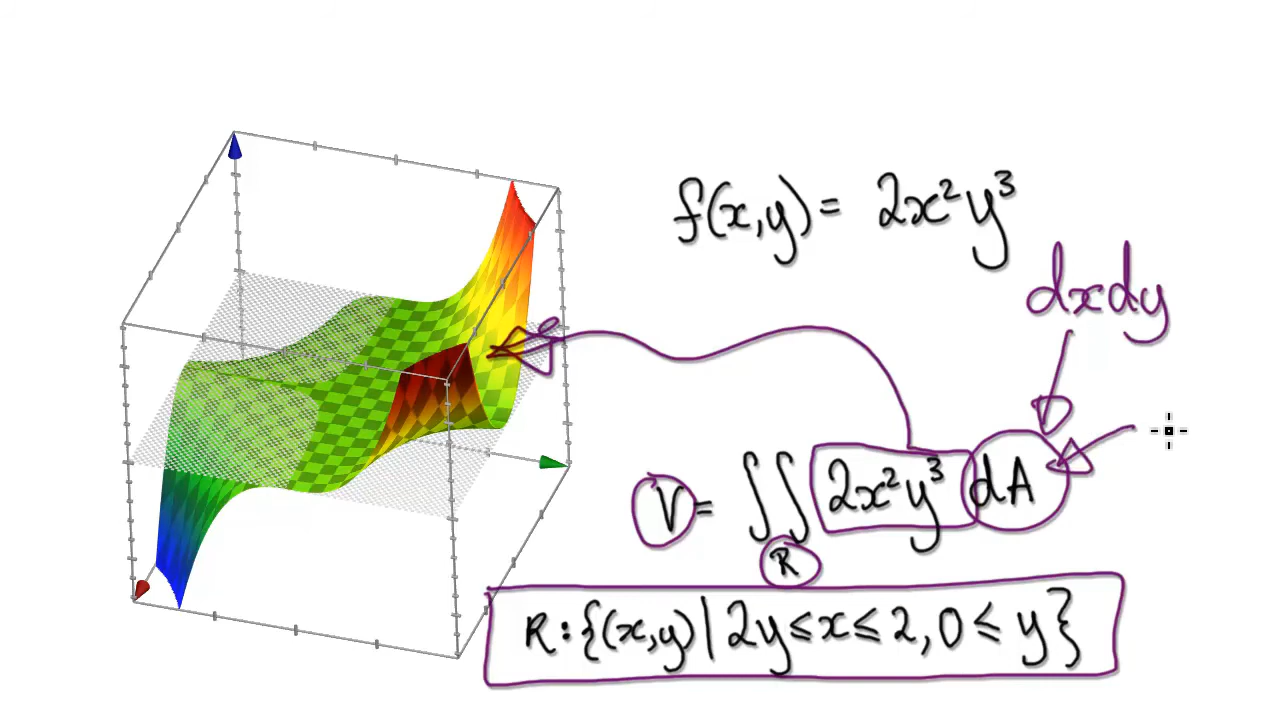 f(x,y) = 2x²y³
dxdy
V = ∬ 2x²y³ dA
R
R:{(x,y)|2y≤x≤2,0≤y}